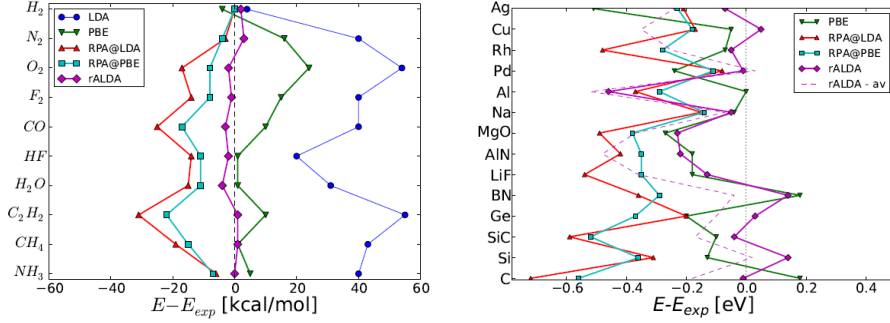 H2
N2
O2
F2
CO
HF
H2O
C2H2
CH4
NH3
LDA
PBE
RPA@LDA
RPA@PBE
rALDA
−60 −40 −20 0 20 40 60
E−Eexp [kcal/mol]
Ag
Cu
Rh
Pd
Al
Na
MgO
AlN
LiF
BN
Ge
SiC
Si
C
PBE
RPA@LDA
RPA@PBE
rALDA
rALDA - av
−0.6 −0.4 −0.2 0.0 0.2 0.4
E-Eexp [eV]